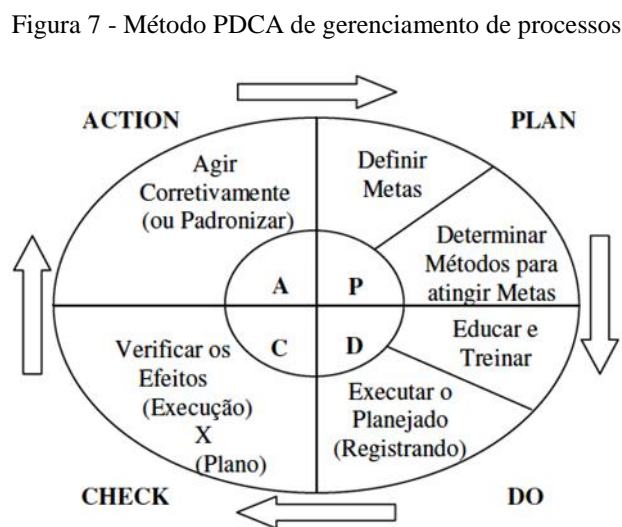 Figura 7 - Método PDCA de gerenciamento de processos
ACTION
PLAN
Agir
Corretivamente
(ou Padronizar)
Definir
Metas
Determinar
Métodos para
atingir Metas
A
P
C
D
Educar e
Treinar
Verificar os
Efeitos
(Execução)
X
(Plano)
Executar o
Planejado
(Registrando)
CHECK
DO